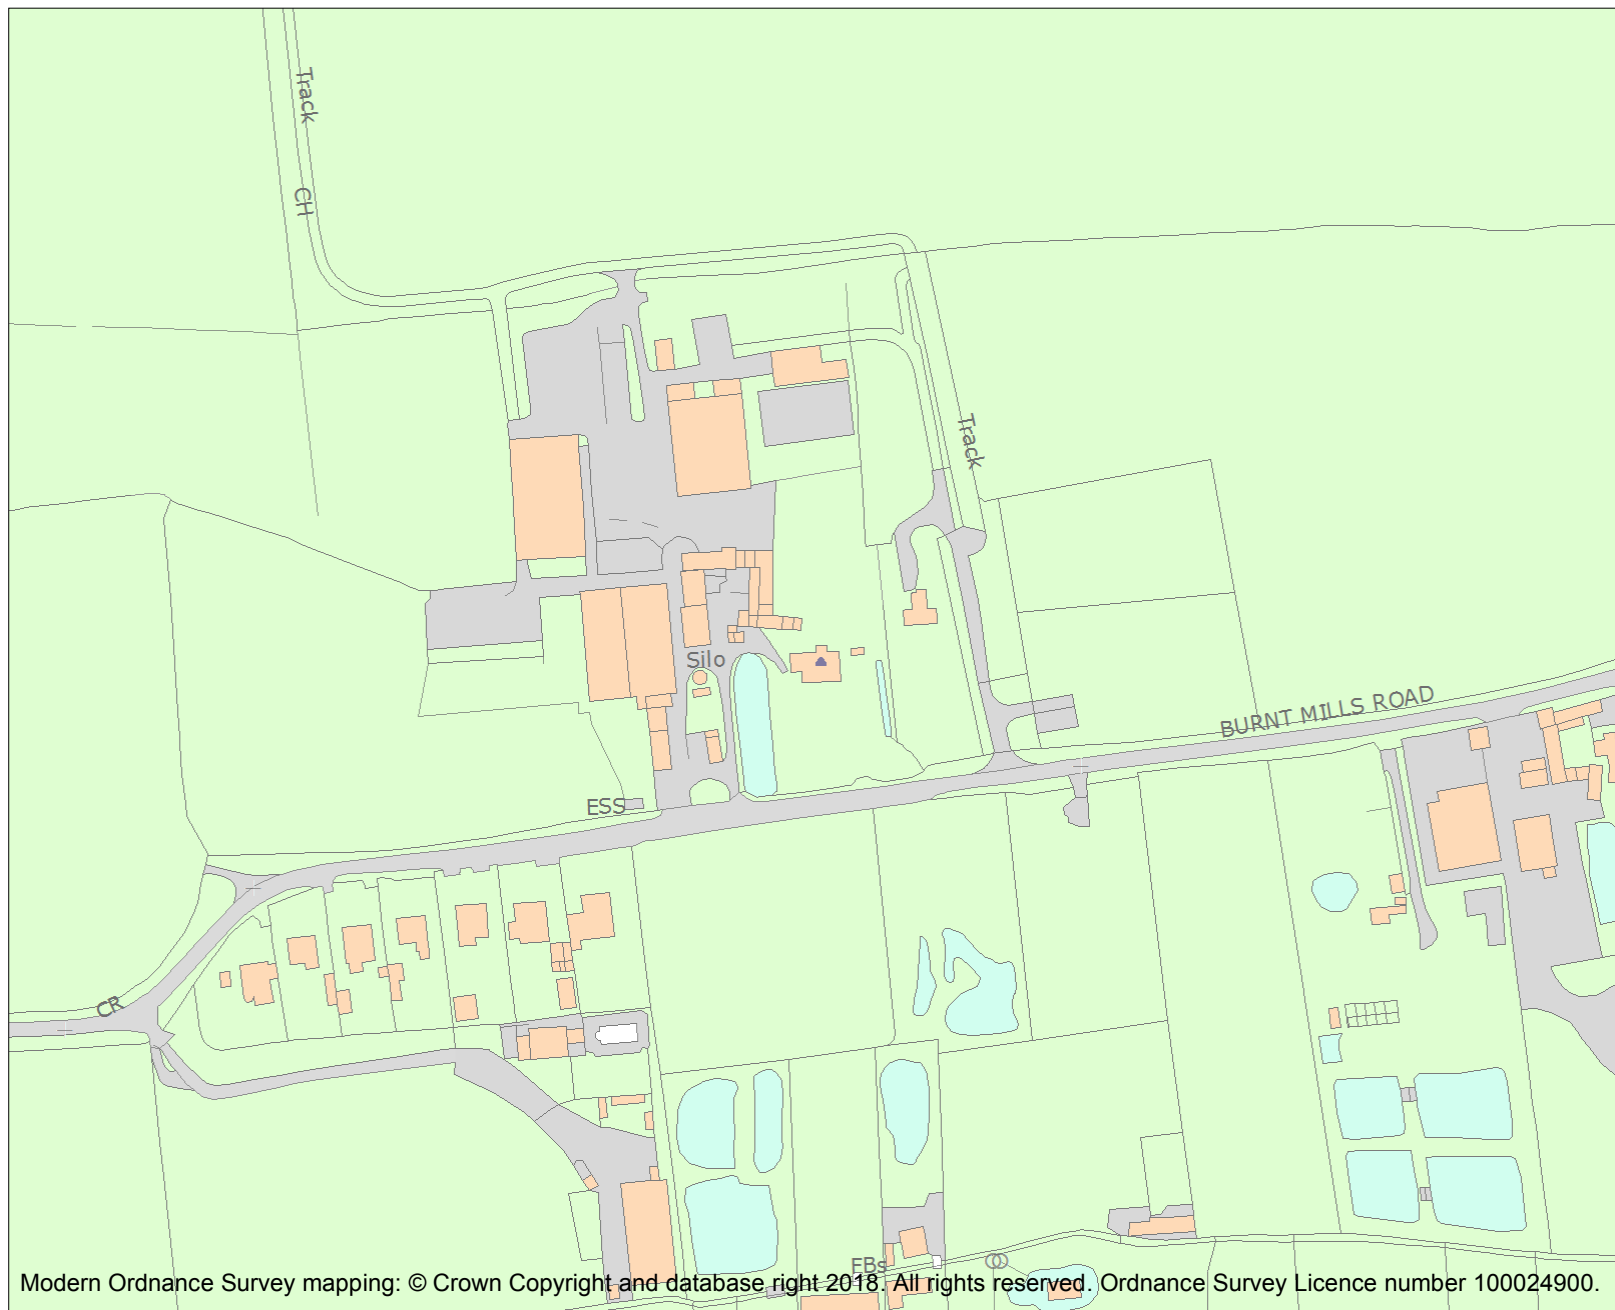 Track
CH
Track
Silo
BURNT MILLS ROAD
ESS
CR
FBs
Modern Ordnance Survey mapping: © Crown Copyright and database right 2018. All rights reserved. Ordnance Survey Licence number 100024900.